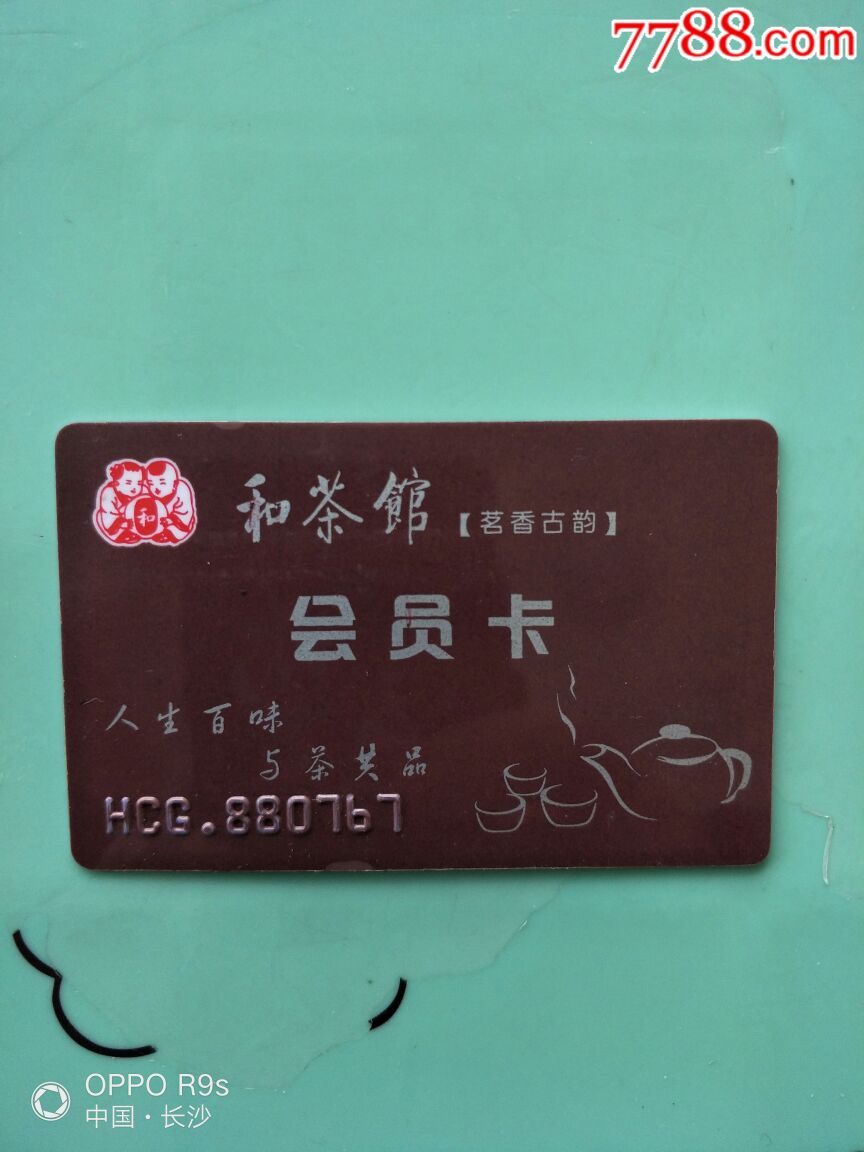 7788.com
和
和茶館【茗香古韵】
会员卡
人生百味
与茶共品
HCG.880767
OPPO R9s
中国·长沙